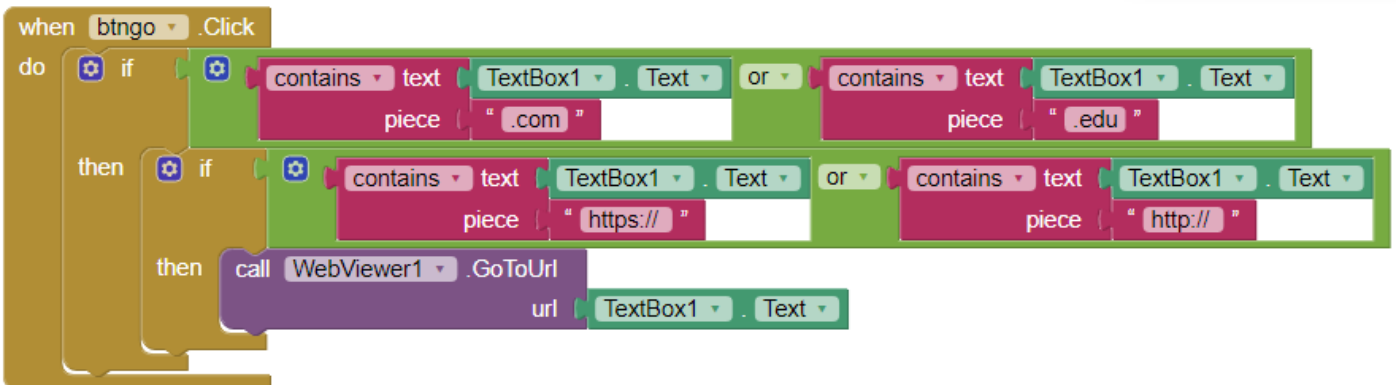 when btngo .Click
do if contains text TextBox1 . Text or contains text TextBox1 . Text
piece " .com " piece " .edu "
then if contains text TextBox1 . Text or contains text TextBox1 . Text
piece " https:// " piece " http:// "
then call WebViewer1 .GoToUrl
url TextBox1 . Text